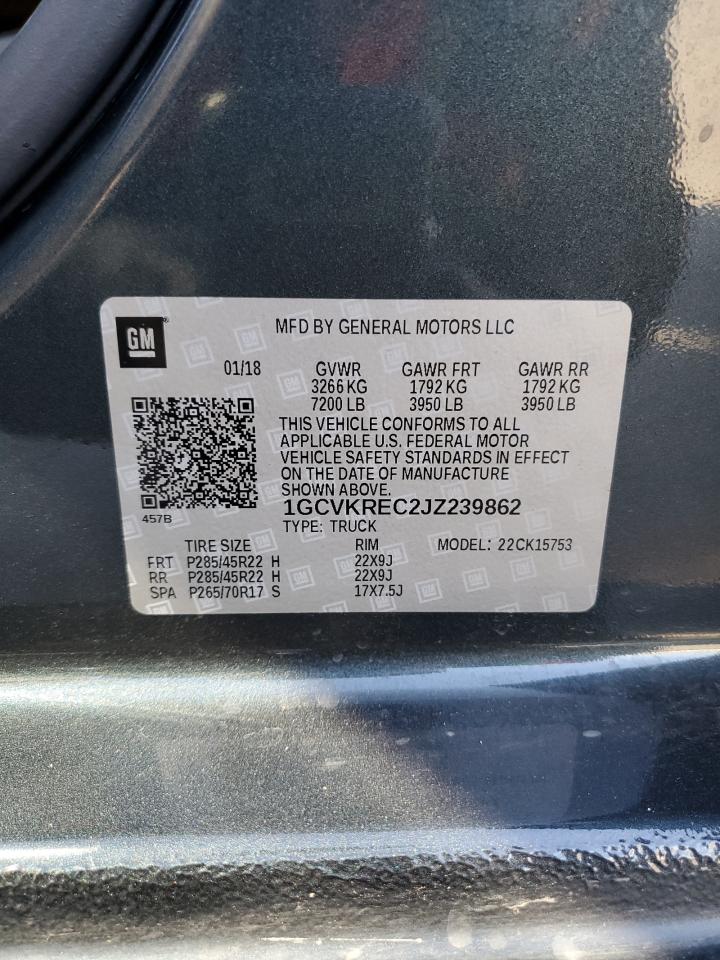 GM
MFD BY GENERAL MOTORS LLC
01/18 GVWR GAWR FRT GAWR RR
3266 KG 1792 KG 1792 KG
7200 LB 3950 LB 3950 LB
THIS VEHICLE CONFORMS TO ALL
APPLICABLE U.S. FEDERAL MOTOR
VEHICLE SAFETY STANDARDS IN EFFECT
ON THE DATE OF MANUFACTURE
SHOWN ABOVE.
457B
1GCVKREC2JZ239862
TYPE: TRUCK
TIRE SIZE RIM MODEL: 22CK15753
FRT P285/45R22 H 22X9J
RR P285/45R22 H 22X9J
SPA P265/70R17 S 17X7.5J